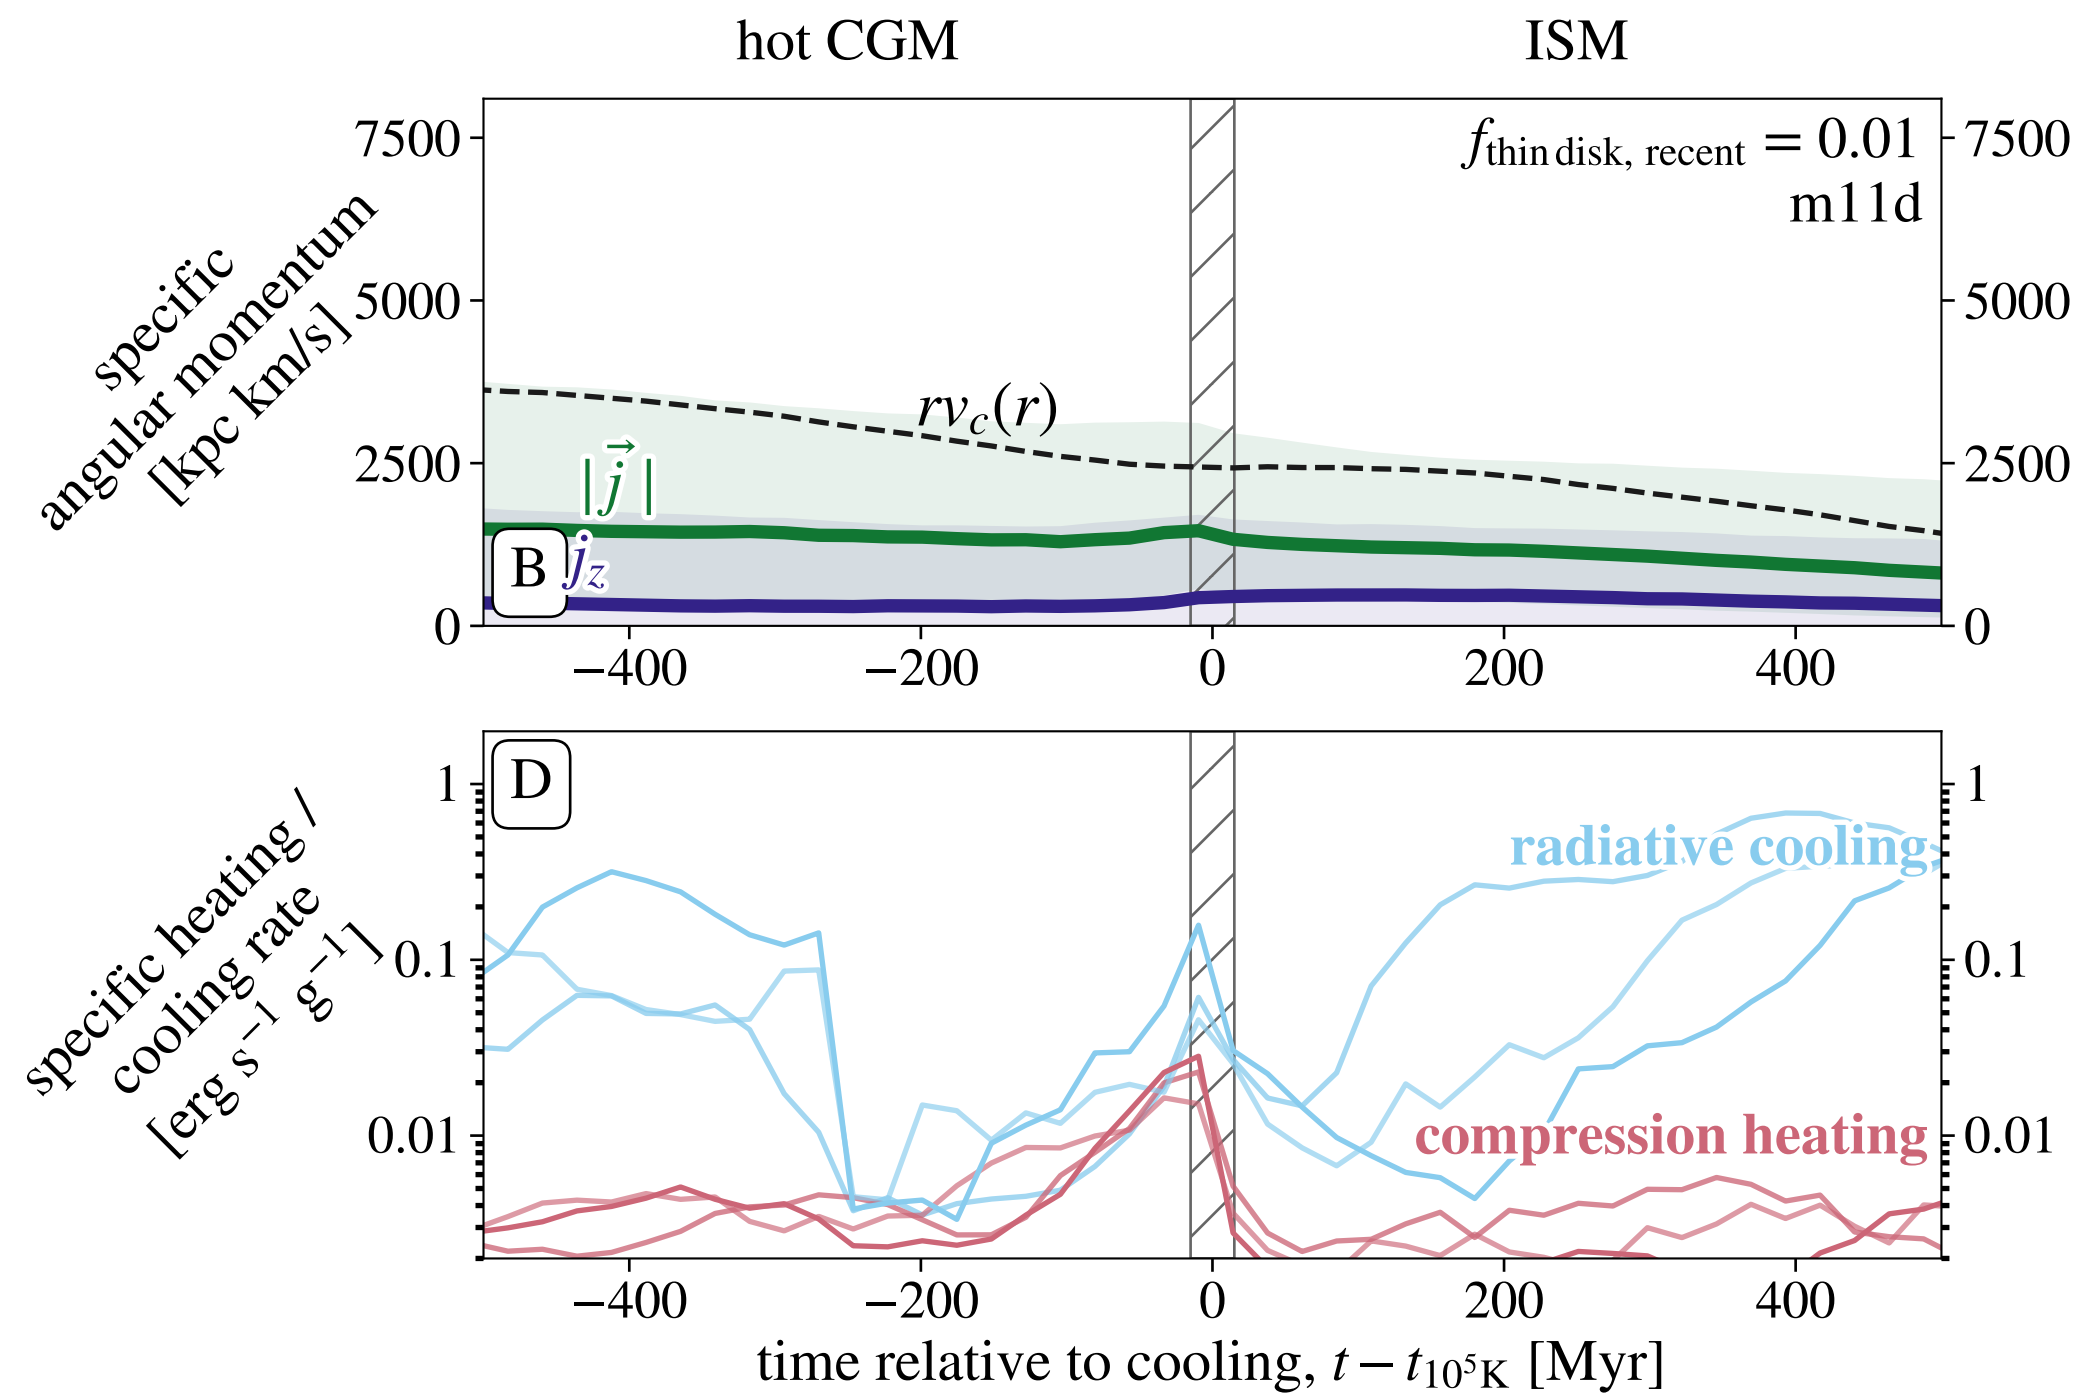 hot CGM
ISM
specific
angular momentum
[kpc km/s]
7500
5000
2500
0
f_thin disk, recent = 0.01
m11d
7500
5000
2500
0
rv_c(r)
|j⃗|
j_z
B
−400
−200
0
200
400
specific heating /
cooling rate
[erg s⁻¹ g⁻¹]
1
0.1
0.01
D
radiative cooling
compression heating
1
0.1
0.01
−400
−200
0
200
400
time relative to cooling, t − t_10⁵K [Myr]